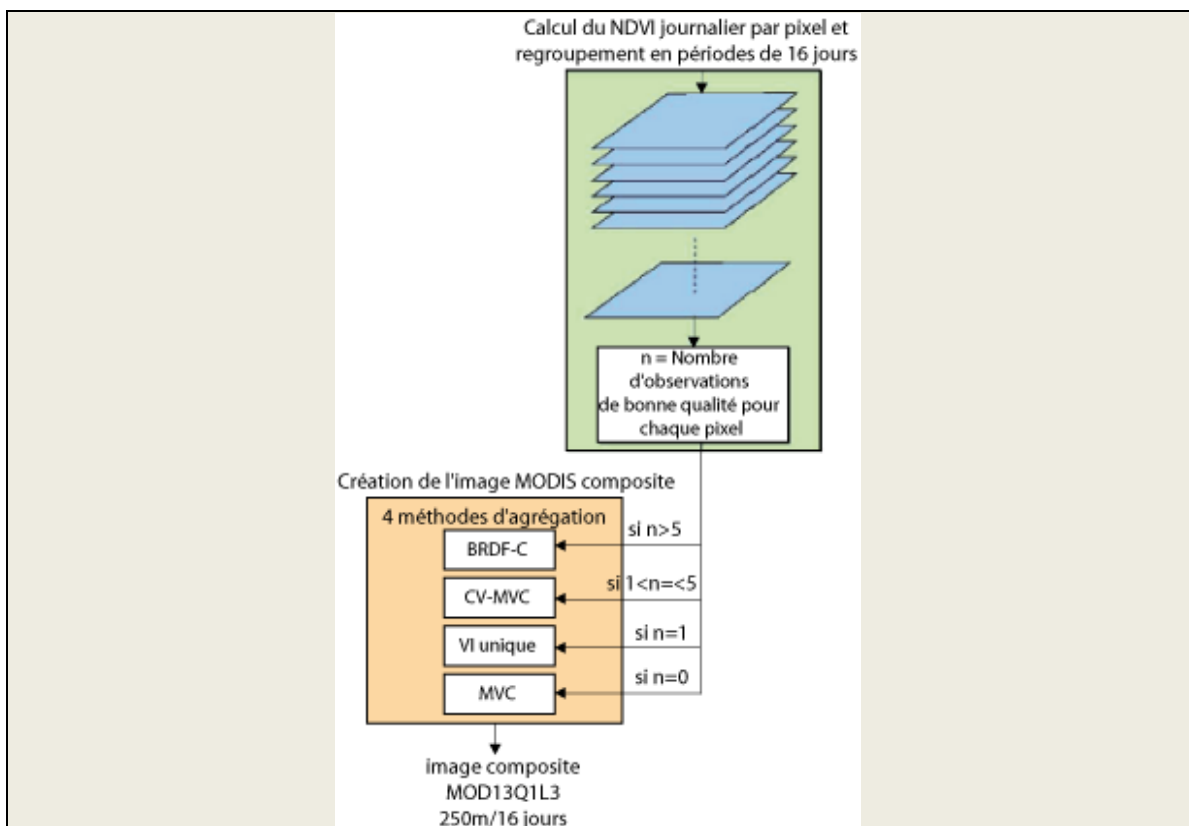 Calcul du NDVI journalier par pixel et
regroupement en périodes de 16 jours
n = Nombre
d'observations
de bonne qualité pour
chaque pixel
Création de l'image MODIS composite
4 méthodes d'agrégation
si n>5
BRDF-C
si 1<n=<5
CV-MVC
si n=1
VI unique
si n=0
MVC
image composite
MOD13Q1L3
250m/16 jours